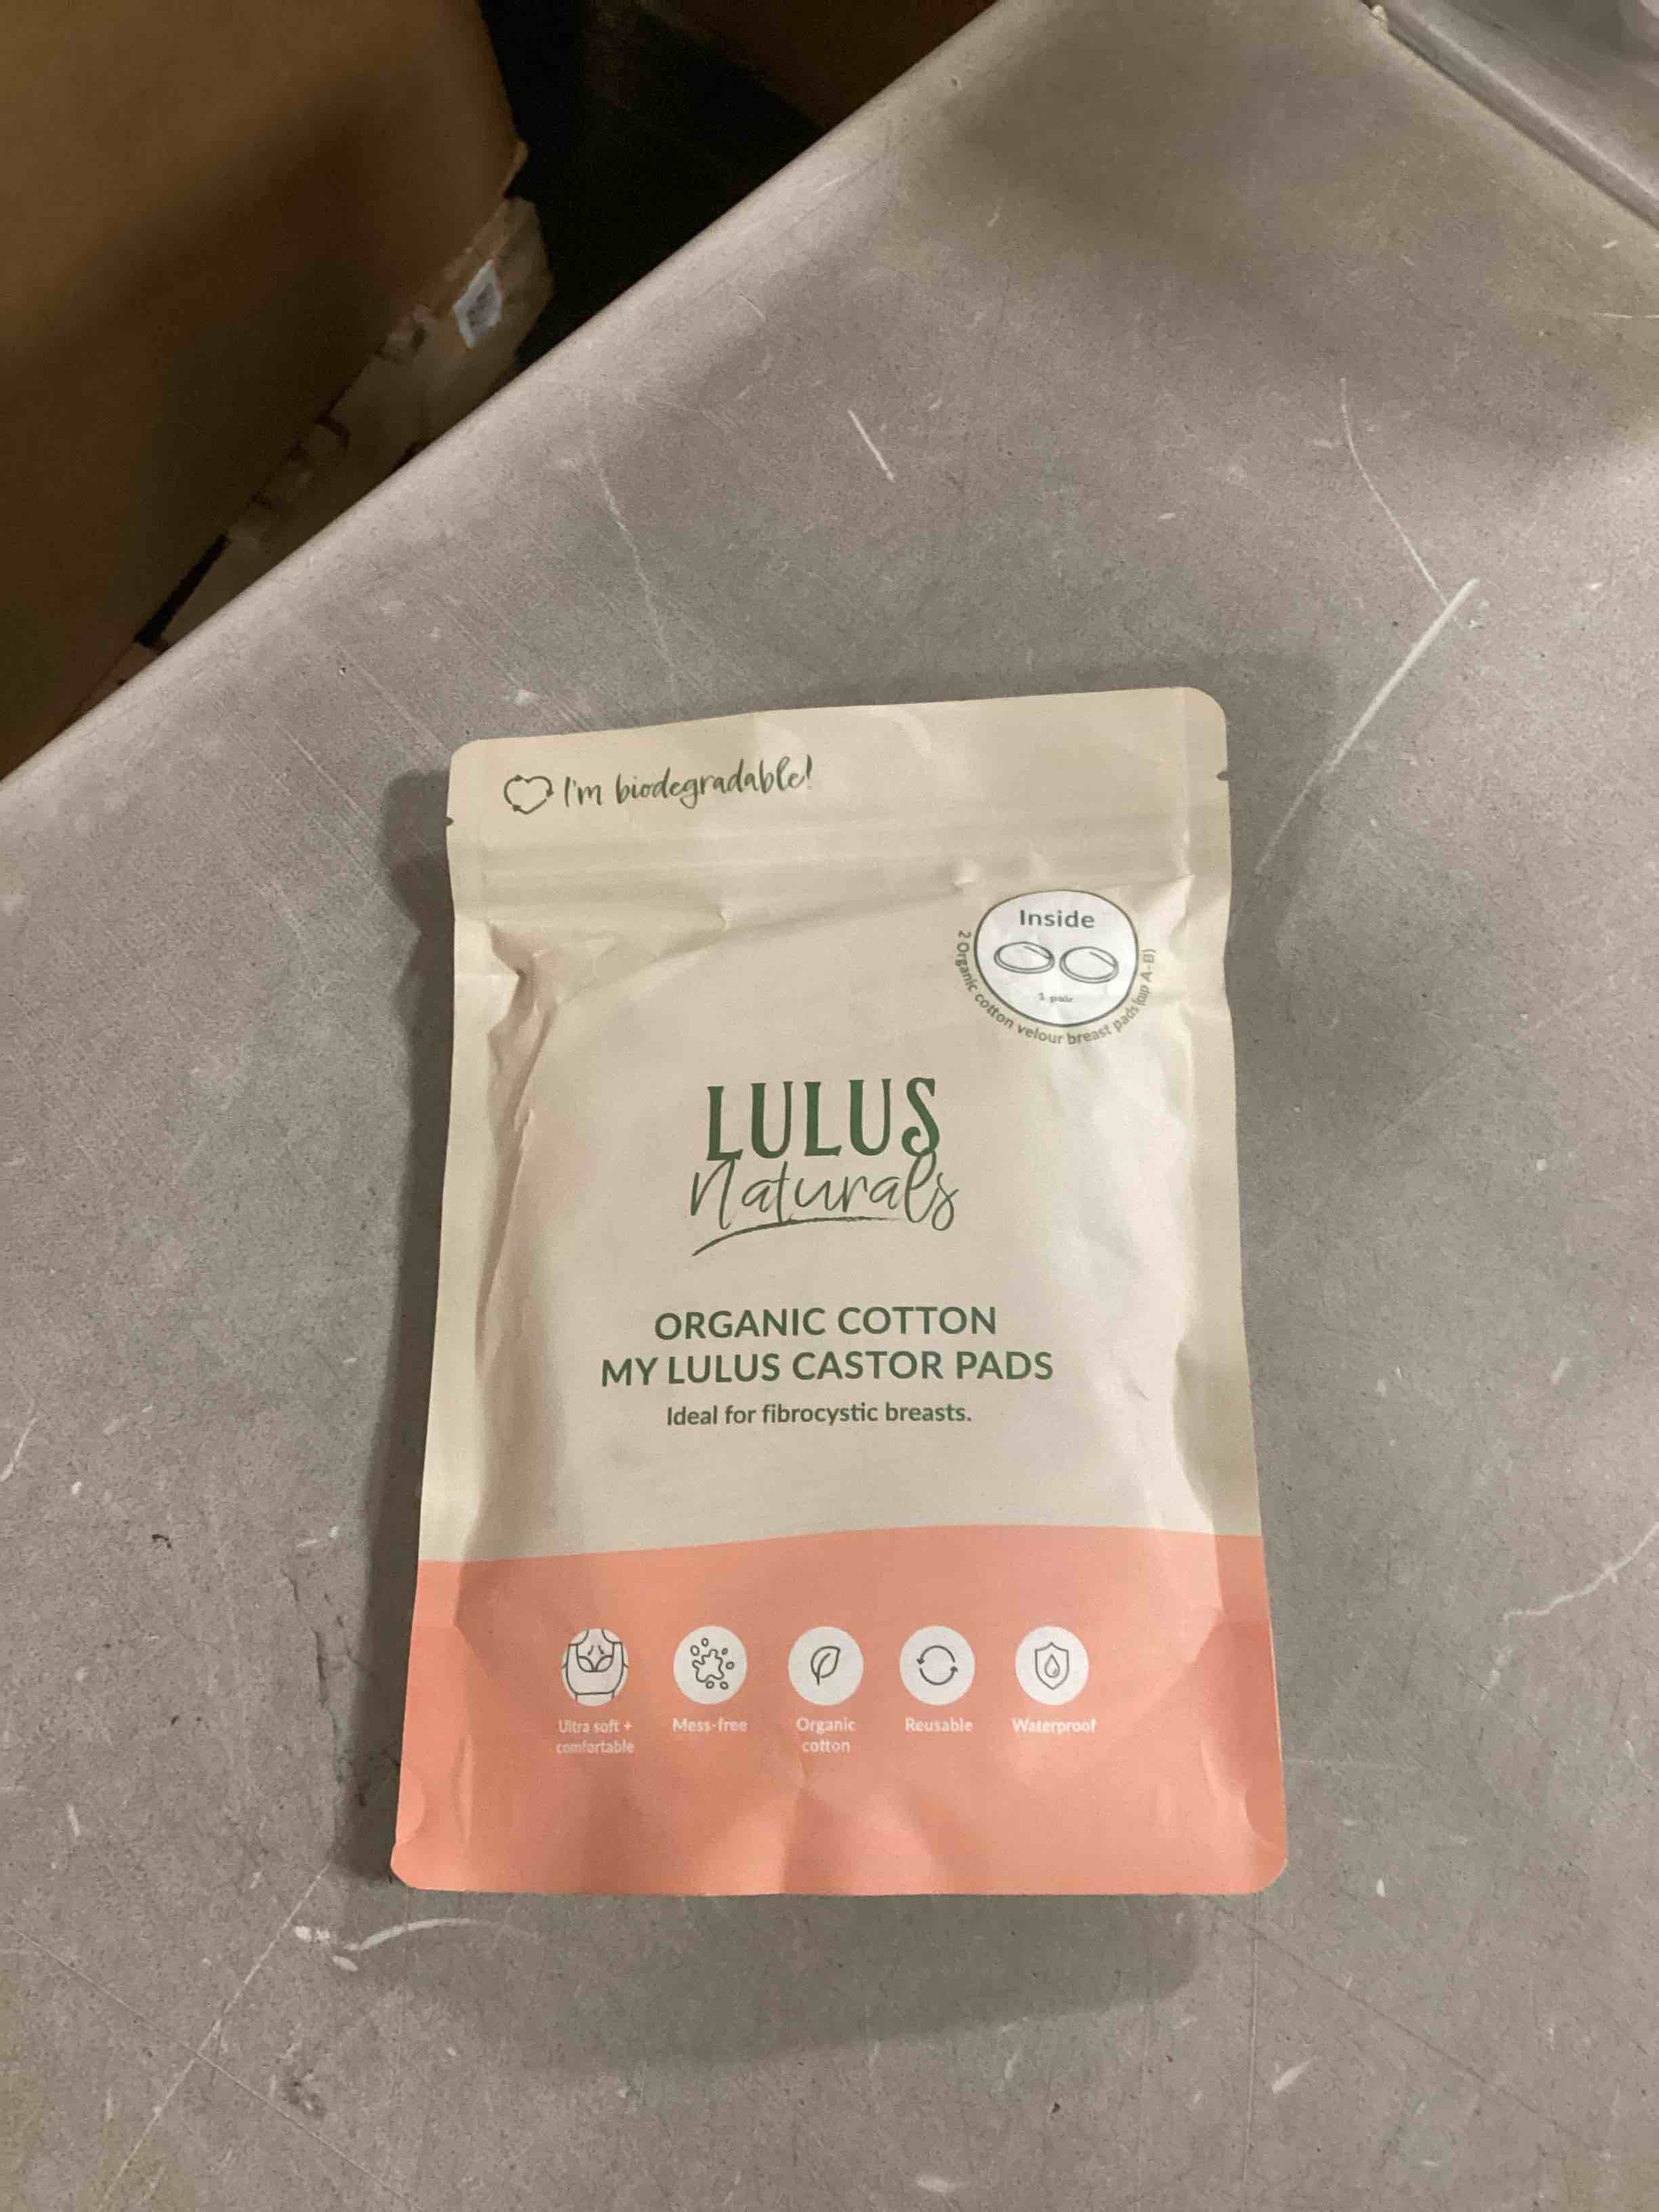 I'm biodegradable!
Inside
1 pair
2 Organic cotton velour breast pads (cup A-B)
LULUS
Naturals
ORGANIC COTTON
MY LULUS CASTOR PADS
Ideal for fibrocystic breasts.
Ultra soft +
comfortable
Mess-free
Organic
cotton
Reusable
Waterproof